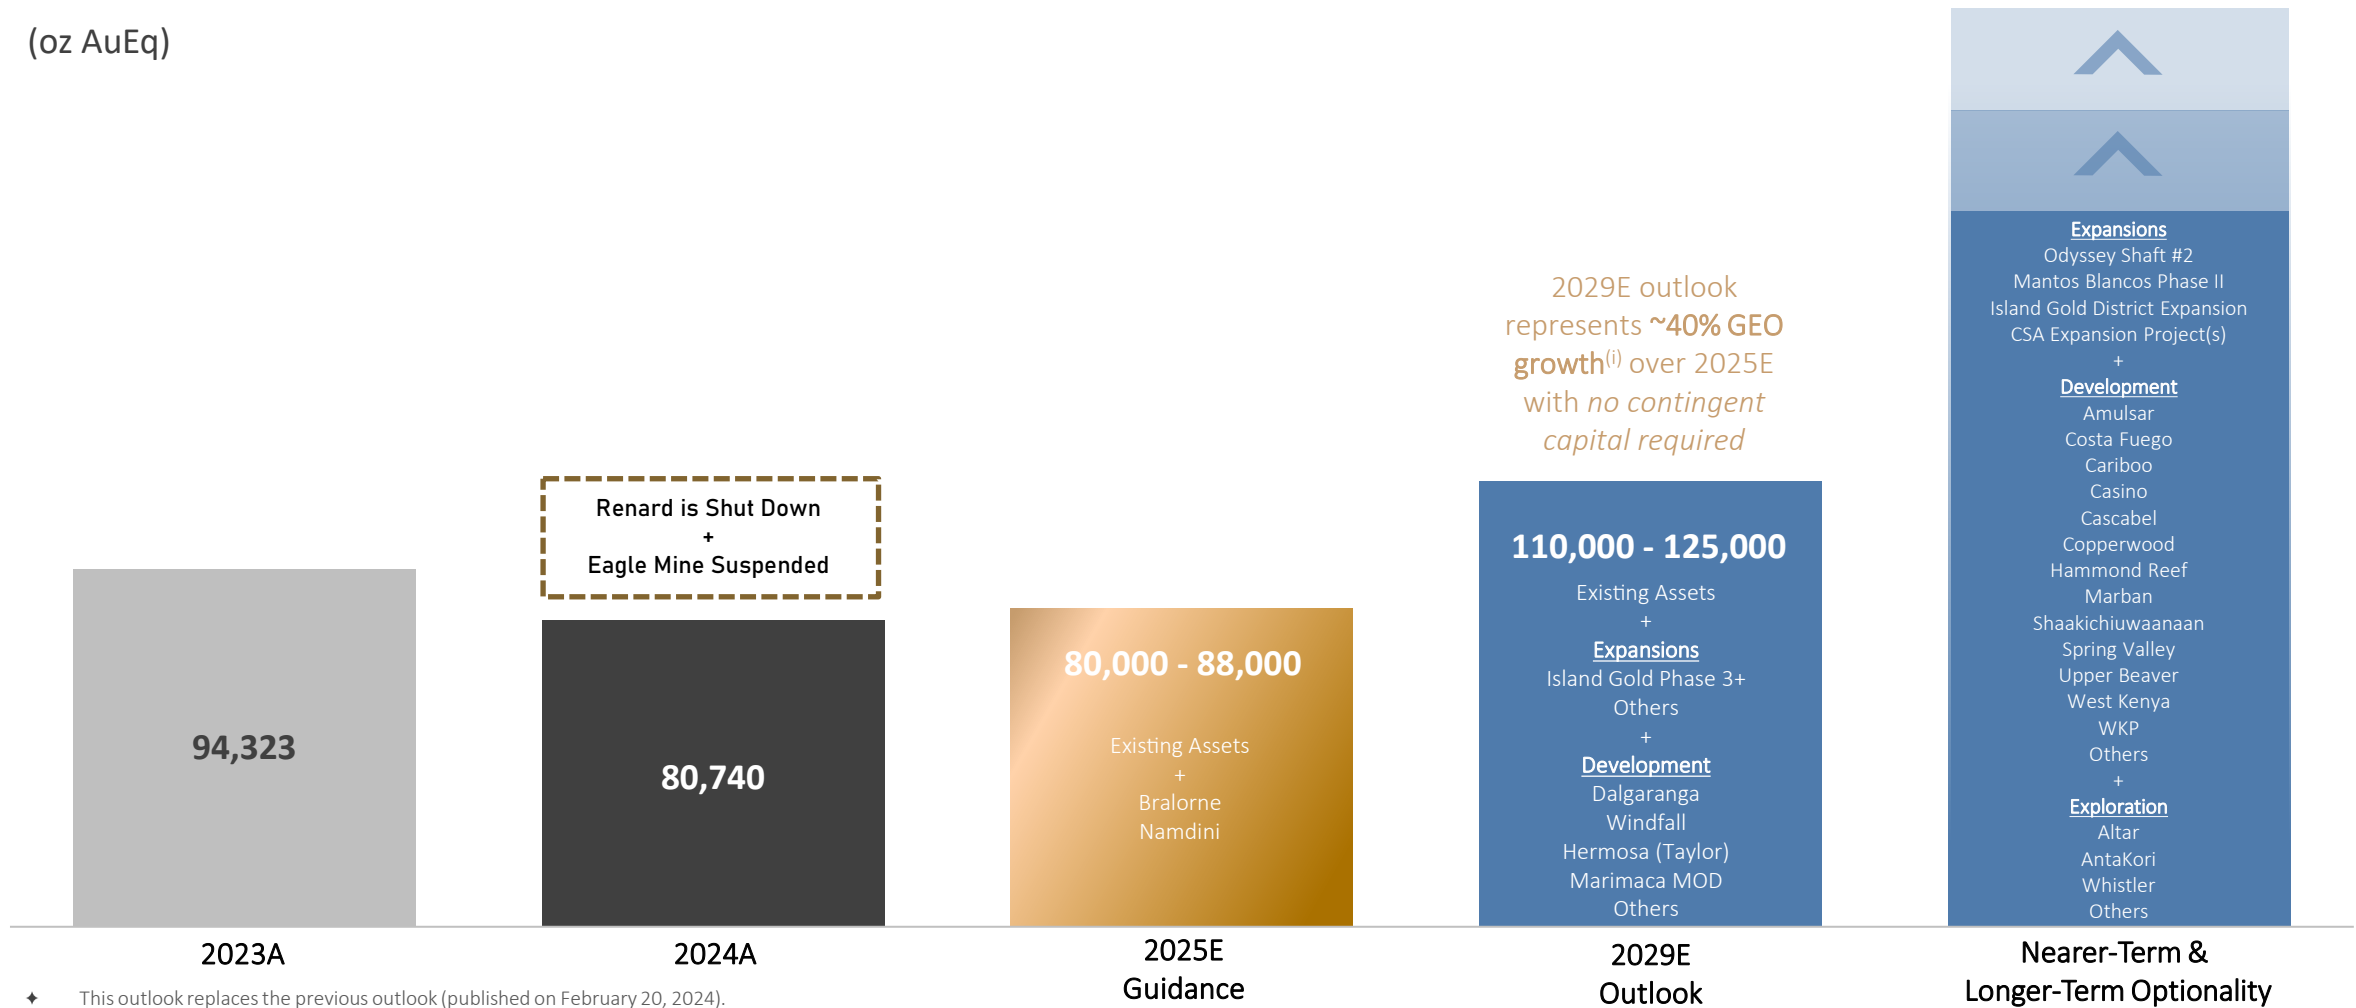 (oz AuEq)
94,323
2023A
Renard is Shut Down
+
Eagle Mine Suspended
80,740
2024A
80,000 - 88,000
Existing Assets
+
Bralorne
Namdini
2025E
Guidance
2029E outlook
represents ~40% GEO
growth(i) over 2025E
with no contingent
capital required
110,000 - 125,000
Existing Assets
+
Expansions
Island Gold Phase 3+
Others
+
Development
Dalgaranga
Windfall
Hermosa (Taylor)
Marimaca MOD
Others
2029E
Outlook
Expansions
Odyssey Shaft #2
Mantos Blancos Phase II
Island Gold District Expansion
CSA Expansion Project(s)
+
Development
Amulsar
Costa Fuego
Cariboo
Casino
Cascabel
Copperwood
Hammond Reef
Marban
Shaakichiuwaanaan
Spring Valley
Upper Beaver
West Kenya
WKP
Others
+
Exploration
Altar
AntaKori
Whistler
Others
Nearer-Term &
Longer-Term Optionality
✦ This outlook replaces the previous outlook (published on February 20, 2024).